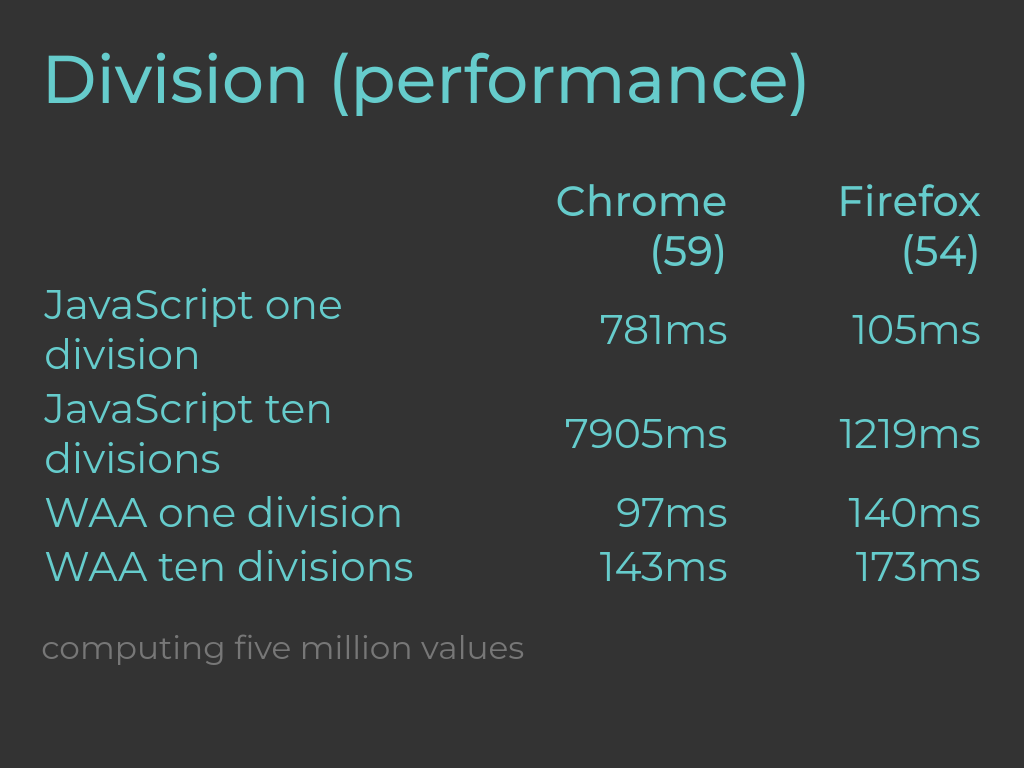 Division (performance)
Chrome (59)
Firefox (54)
JavaScript one division 781ms 105ms
JavaScript ten divisions 7905ms 1219ms
WAA one division 97ms 140ms
WAA ten divisions 143ms 173ms
computing five million values